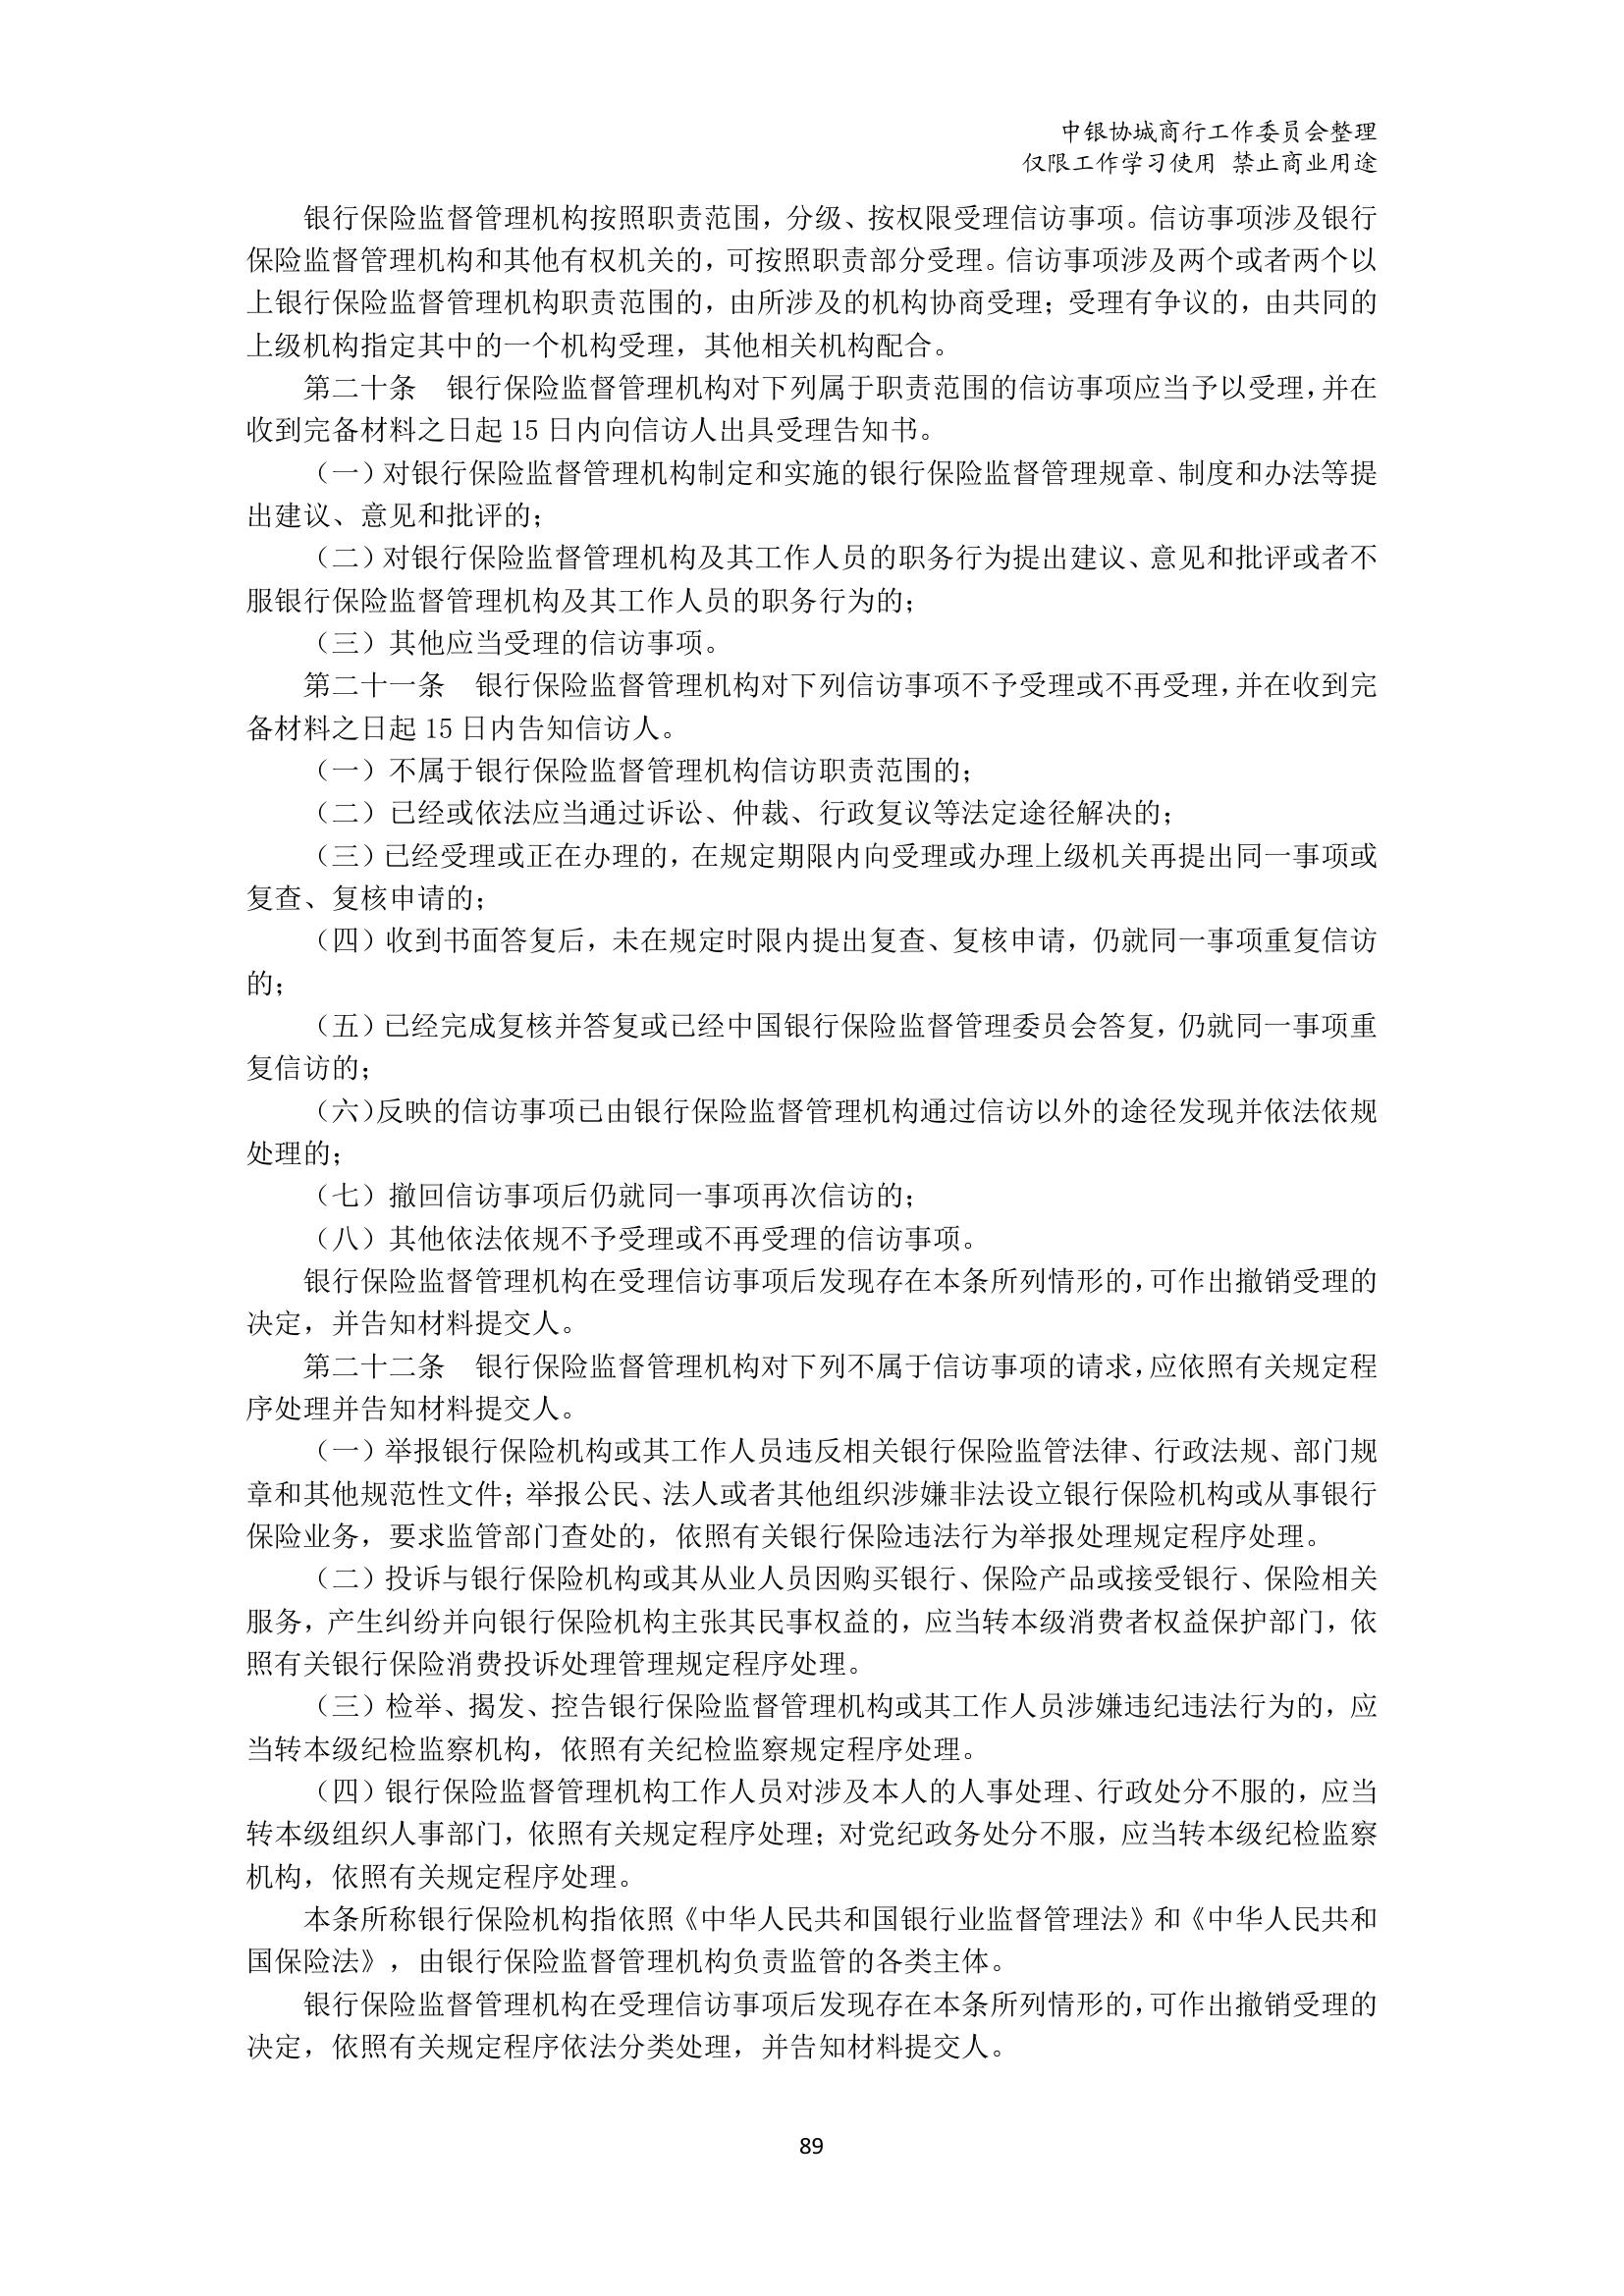 中银协城商行工作委员会整理
仅限工作学习使用 禁止商业用途
银行保险监督管理机构按照职责范围，分级、按权限受理信访事项。信访事项涉及银行
保险监督管理机构和其他有权机关的，可按照职责部分受理。信访事项涉及两个或者两个以
上银行保险监督管理机构职责范围的，由所涉及的机构协商受理；受理有争议的，由共同的
上级机构指定其中的一个机构受理，其他相关机构配合。
第二十条　银行保险监督管理机构对下列属于职责范围的信访事项应当予以受理，并在
收到完备材料之日起 15 日内向信访人出具受理告知书。
（一）对银行保险监督管理机构制定和实施的银行保险监督管理规章、制度和办法等提
出建议、意见和批评的；
（二）对银行保险监督管理机构及其工作人员的职务行为提出建议、意见和批评或者不
服银行保险监督管理机构及其工作人员的职务行为的；
（三）其他应当受理的信访事项。
第二十一条　银行保险监督管理机构对下列信访事项不予受理或不再受理，并在收到完
备材料之日起 15 日内告知信访人。
（一）不属于银行保险监督管理机构信访职责范围的；
（二）已经或依法应当通过诉讼、仲裁、行政复议等法定途径解决的；
（三）已经受理或正在办理的，在规定期限内向受理或办理上级机关再提出同一事项或
复查、复核申请的；
（四）收到书面答复后，未在规定时限内提出复查、复核申请，仍就同一事项重复信访
的；
（五）已经完成复核并答复或已经中国银行保险监督管理委员会答复，仍就同一事项重
复信访的；
（六）反映的信访事项已由银行保险监督管理机构通过信访以外的途径发现并依法依规
处理的；
（七）撤回信访事项后仍就同一事项再次信访的；
（八）其他依法依规不予受理或不再受理的信访事项。
银行保险监督管理机构在受理信访事项后发现存在本条所列情形的，可作出撤销受理的
决定，并告知材料提交人。
第二十二条　银行保险监督管理机构对下列不属于信访事项的请求，应依照有关规定程
序处理并告知材料提交人。
（一）举报银行保险机构或其工作人员违反相关银行保险监管法律、行政法规、部门规
章和其他规范性文件；举报公民、法人或者其他组织涉嫌非法设立银行保险机构或从事银行
保险业务，要求监管部门查处的，依照有关银行保险违法行为举报处理规定程序处理。
（二）投诉与银行保险机构或其从业人员因购买银行、保险产品或接受银行、保险相关
服务，产生纠纷并向银行保险机构主张其民事权益的，应当转本级消费者权益保护部门，依
照有关银行保险消费投诉处理管理规定程序处理。
（三）检举、揭发、控告银行保险监督管理机构或其工作人员涉嫌违纪违法行为的，应
当转本级纪检监察机构，依照有关纪检监察规定程序处理。
（四）银行保险监督管理机构工作人员对涉及本人的人事处理、行政处分不服的，应当
转本级组织人事部门，依照有关规定程序处理；对党纪政务处分不服，应当转本级纪检监察
机构，依照有关规定程序处理。
本条所称银行保险机构指依照《中华人民共和国银行业监督管理法》和《中华人民共和
国保险法》，由银行保险监督管理机构负责监管的各类主体。
银行保险监督管理机构在受理信访事项后发现存在本条所列情形的，可作出撤销受理的
决定，依照有关规定程序依法分类处理，并告知材料提交人。
89